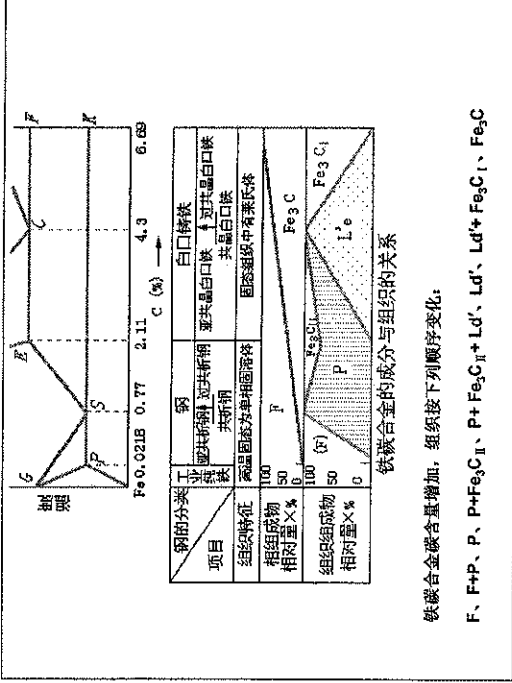 温度
G
E
C
F
P
S
K
Fe 0.0218 0.77 2.11 4.3 6.69
C (%)
钢的分类
项目
工业纯铁
钢
白口铸铁
亚共析钢 过共析钢
共析钢
亚共晶白口铁 过共晶白口铁
共晶白口铁
组织特征
高温固态为单相固溶体
固态组织中有莱氏体
相组成物
相对量×%
100
50
0
F
Fe3C
组织组成物
相对量×%
100
50
0
(F)
P
Fe3CⅡ
L'e
Fe3CⅠ
铁碳合金的成分与组织的关系
铁碳合金碳含量增加，组织按下列顺序变化：
F、F+P、P、P+Fe3CⅡ、P+ Fe3CⅡ+ Ld′、Ld′、Ld′+ Fe3CⅠ、Fe3C